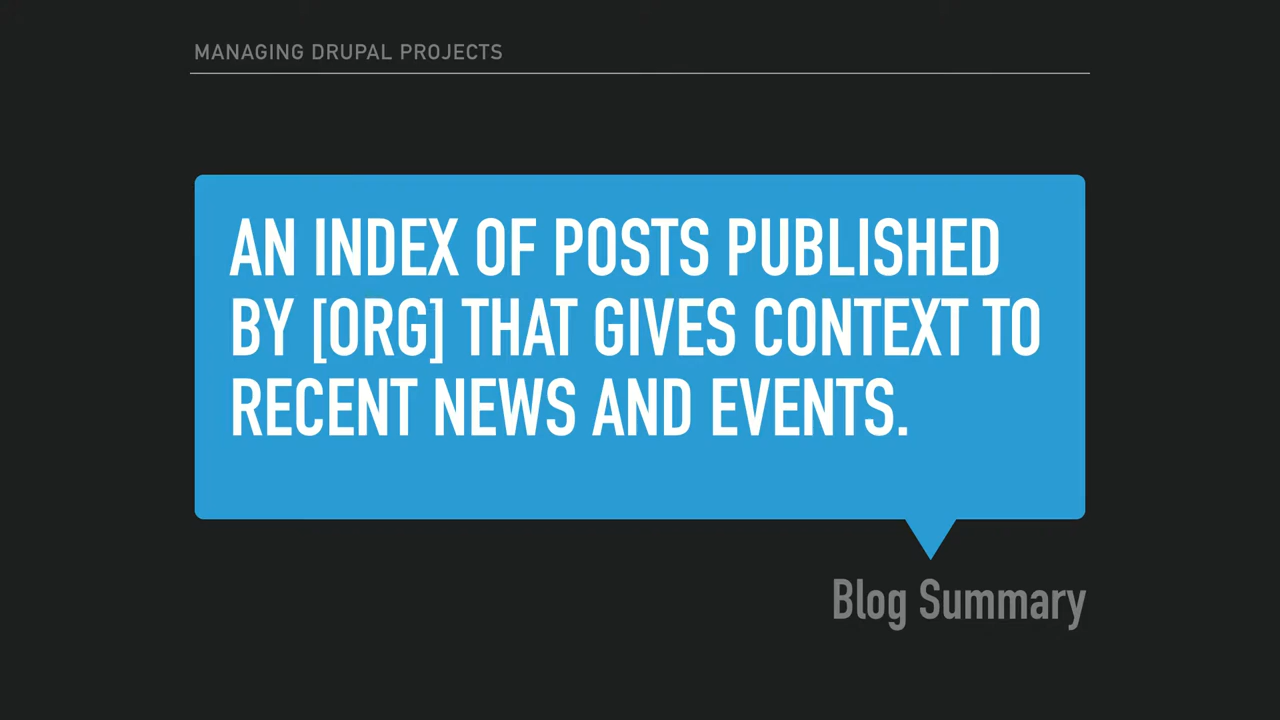 MANAGING DRUPAL PROJECTS
AN INDEX OF POSTS PUBLISHED
BY [ORG] THAT GIVES CONTEXT TO
RECENT NEWS AND EVENTS.
Blog Summary